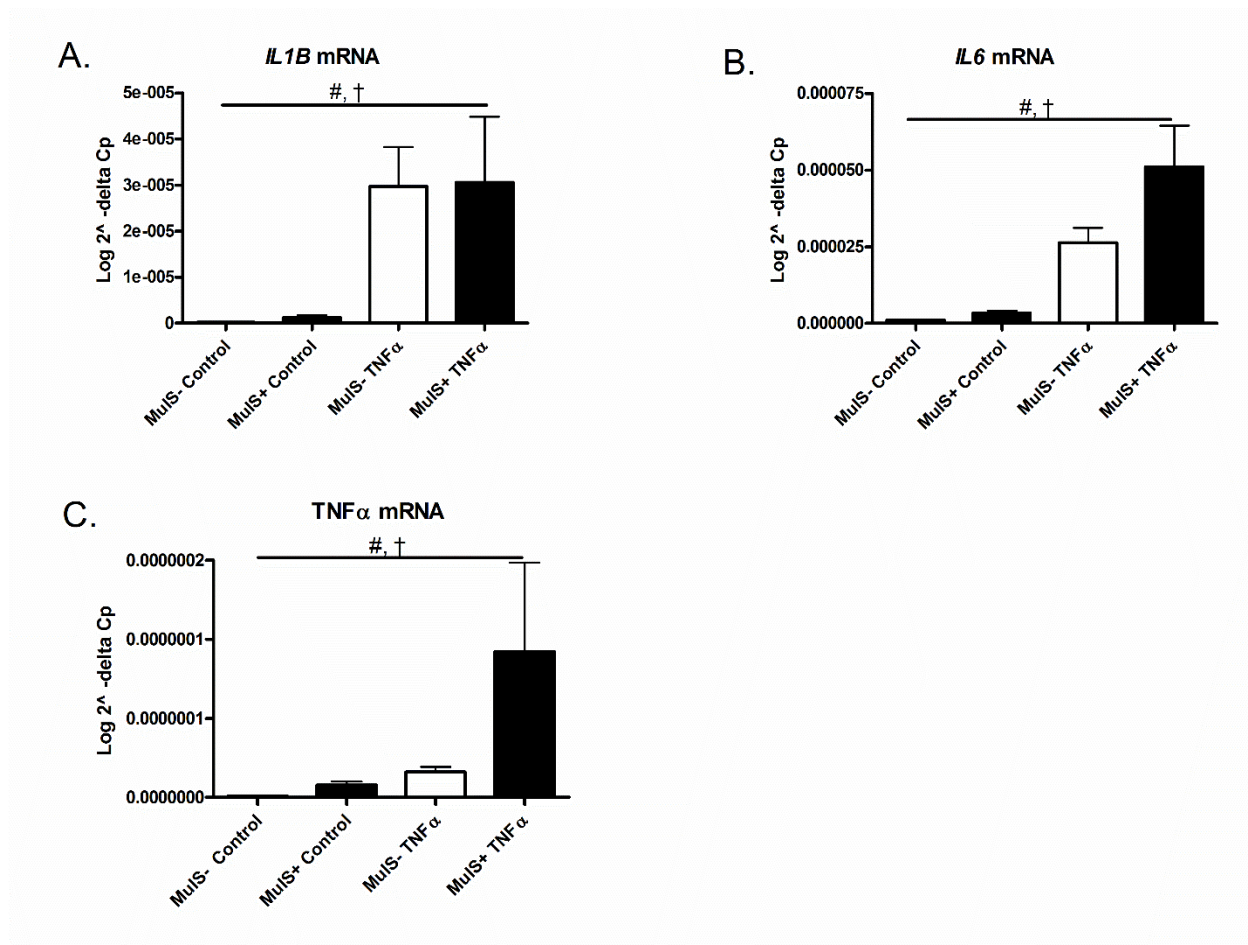 A.
IL1B mRNA
#, †
Log 2^ -delta Cp
5e-005
4e-005
3e-005
2e-005
1e-005
0
MuIS- Control
MuIS+ Control
MuIS- TNFα
MuIS+ TNFα
B.
IL6 mRNA
#, †
Log 2^ -delta Cp
0.000075
0.000050
0.000025
0.000000
MuIS- Control
MuIS+ Control
MuIS- TNFα
MuIS+ TNFα
C.
TNFα mRNA
#, †
Log 2^ -delta Cp
0.0000002
0.0000001
0.0000001
0.0000000
MuIS- Control
MuIS+ Control
MuIS- TNFα
MuIS+ TNFα